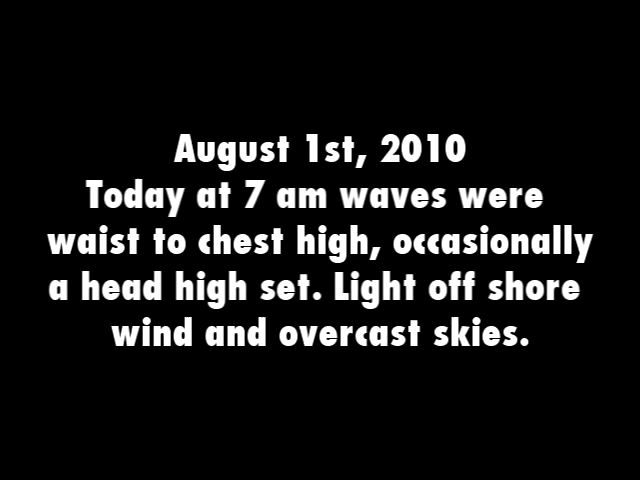 August 1st, 2010
Today at 7 am waves were
waist to chest high, occasionally
a head high set. Light off shore
wind and overcast skies.